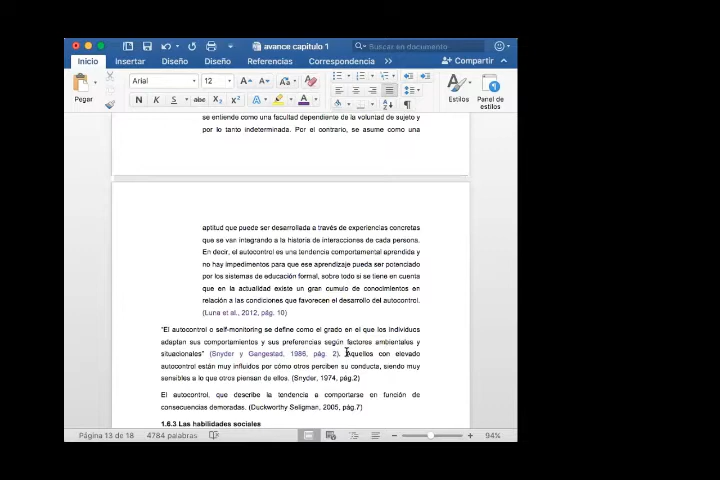 avance capitulo 1
Buscar en documento
Inicio Insertar Diseño Diseño Referencias Correspondencia >> Compartir
Pegar
Arial 12
N K S abc X₂ X²
Estilos
Panel de estilos
se entiende como una facultad dependiente de la voluntad de sujeto y
por lo tanto indeterminada. Por el contrario, se asume como una
aptitud que puede ser desarrollada a través de experiencias concretas
que se van integrando a la historia de interacciones de cada persona.
En decir, el autocontrol es una tendencia comportamental aprendida y
no hay impedimentos para que ese aprendizaje pueda ser potenciado
por los sistemas de educación formal, sobre todo si se tiene en cuenta
que en la actualidad existe un gran cumulo de conocimientos en
relación a las condiciones que favorecen el desarrollo del autocontrol.
(Luna et al., 2012, pág. 10)
"El autocontrol o self-monitoring se define como el grado en el que los individuos
adaptan sus comportamientos y sus preferencias según factores ambientales y
situacionales" (Snyder y Gangestad, 1986, pág. 2). Aquellos con elevado
autocontrol están muy influidos por cómo otros perciben su conducta, siendo muy
sensibles a lo que otros piensan de ellos. (Snyder, 1974, pág.2)
El autocontrol, que describe la tendencia a comportarse en función de
consecuencias demoradas. (Duckworthy Seligman, 2005, pág.7)
1.6.3 Las habilidades sociales
Página 13 de 18 4784 palabras 94%